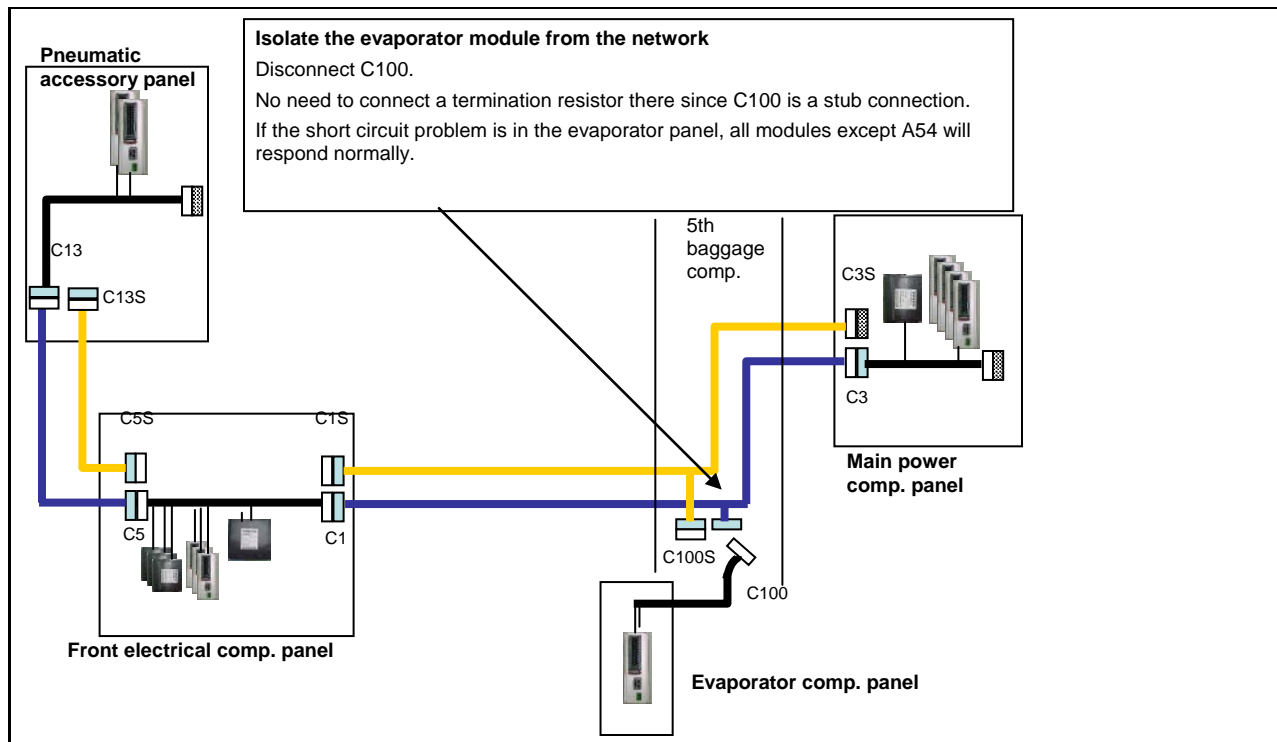 Isolate the evaporator module from the network
Disconnect C100.
No need to connect a termination resistor there since C100 is a stub connection.
If the short circuit problem is in the evaporator panel, all modules except A54 will
respond normally.
Pneumatic
accessory panel
C13
C13S
5th
baggage
comp.
C3S
C3
Main power
comp. panel
C5S
C1S
C5
C1
C100S
C100
Front electrical comp. panel
Evaporator comp. panel